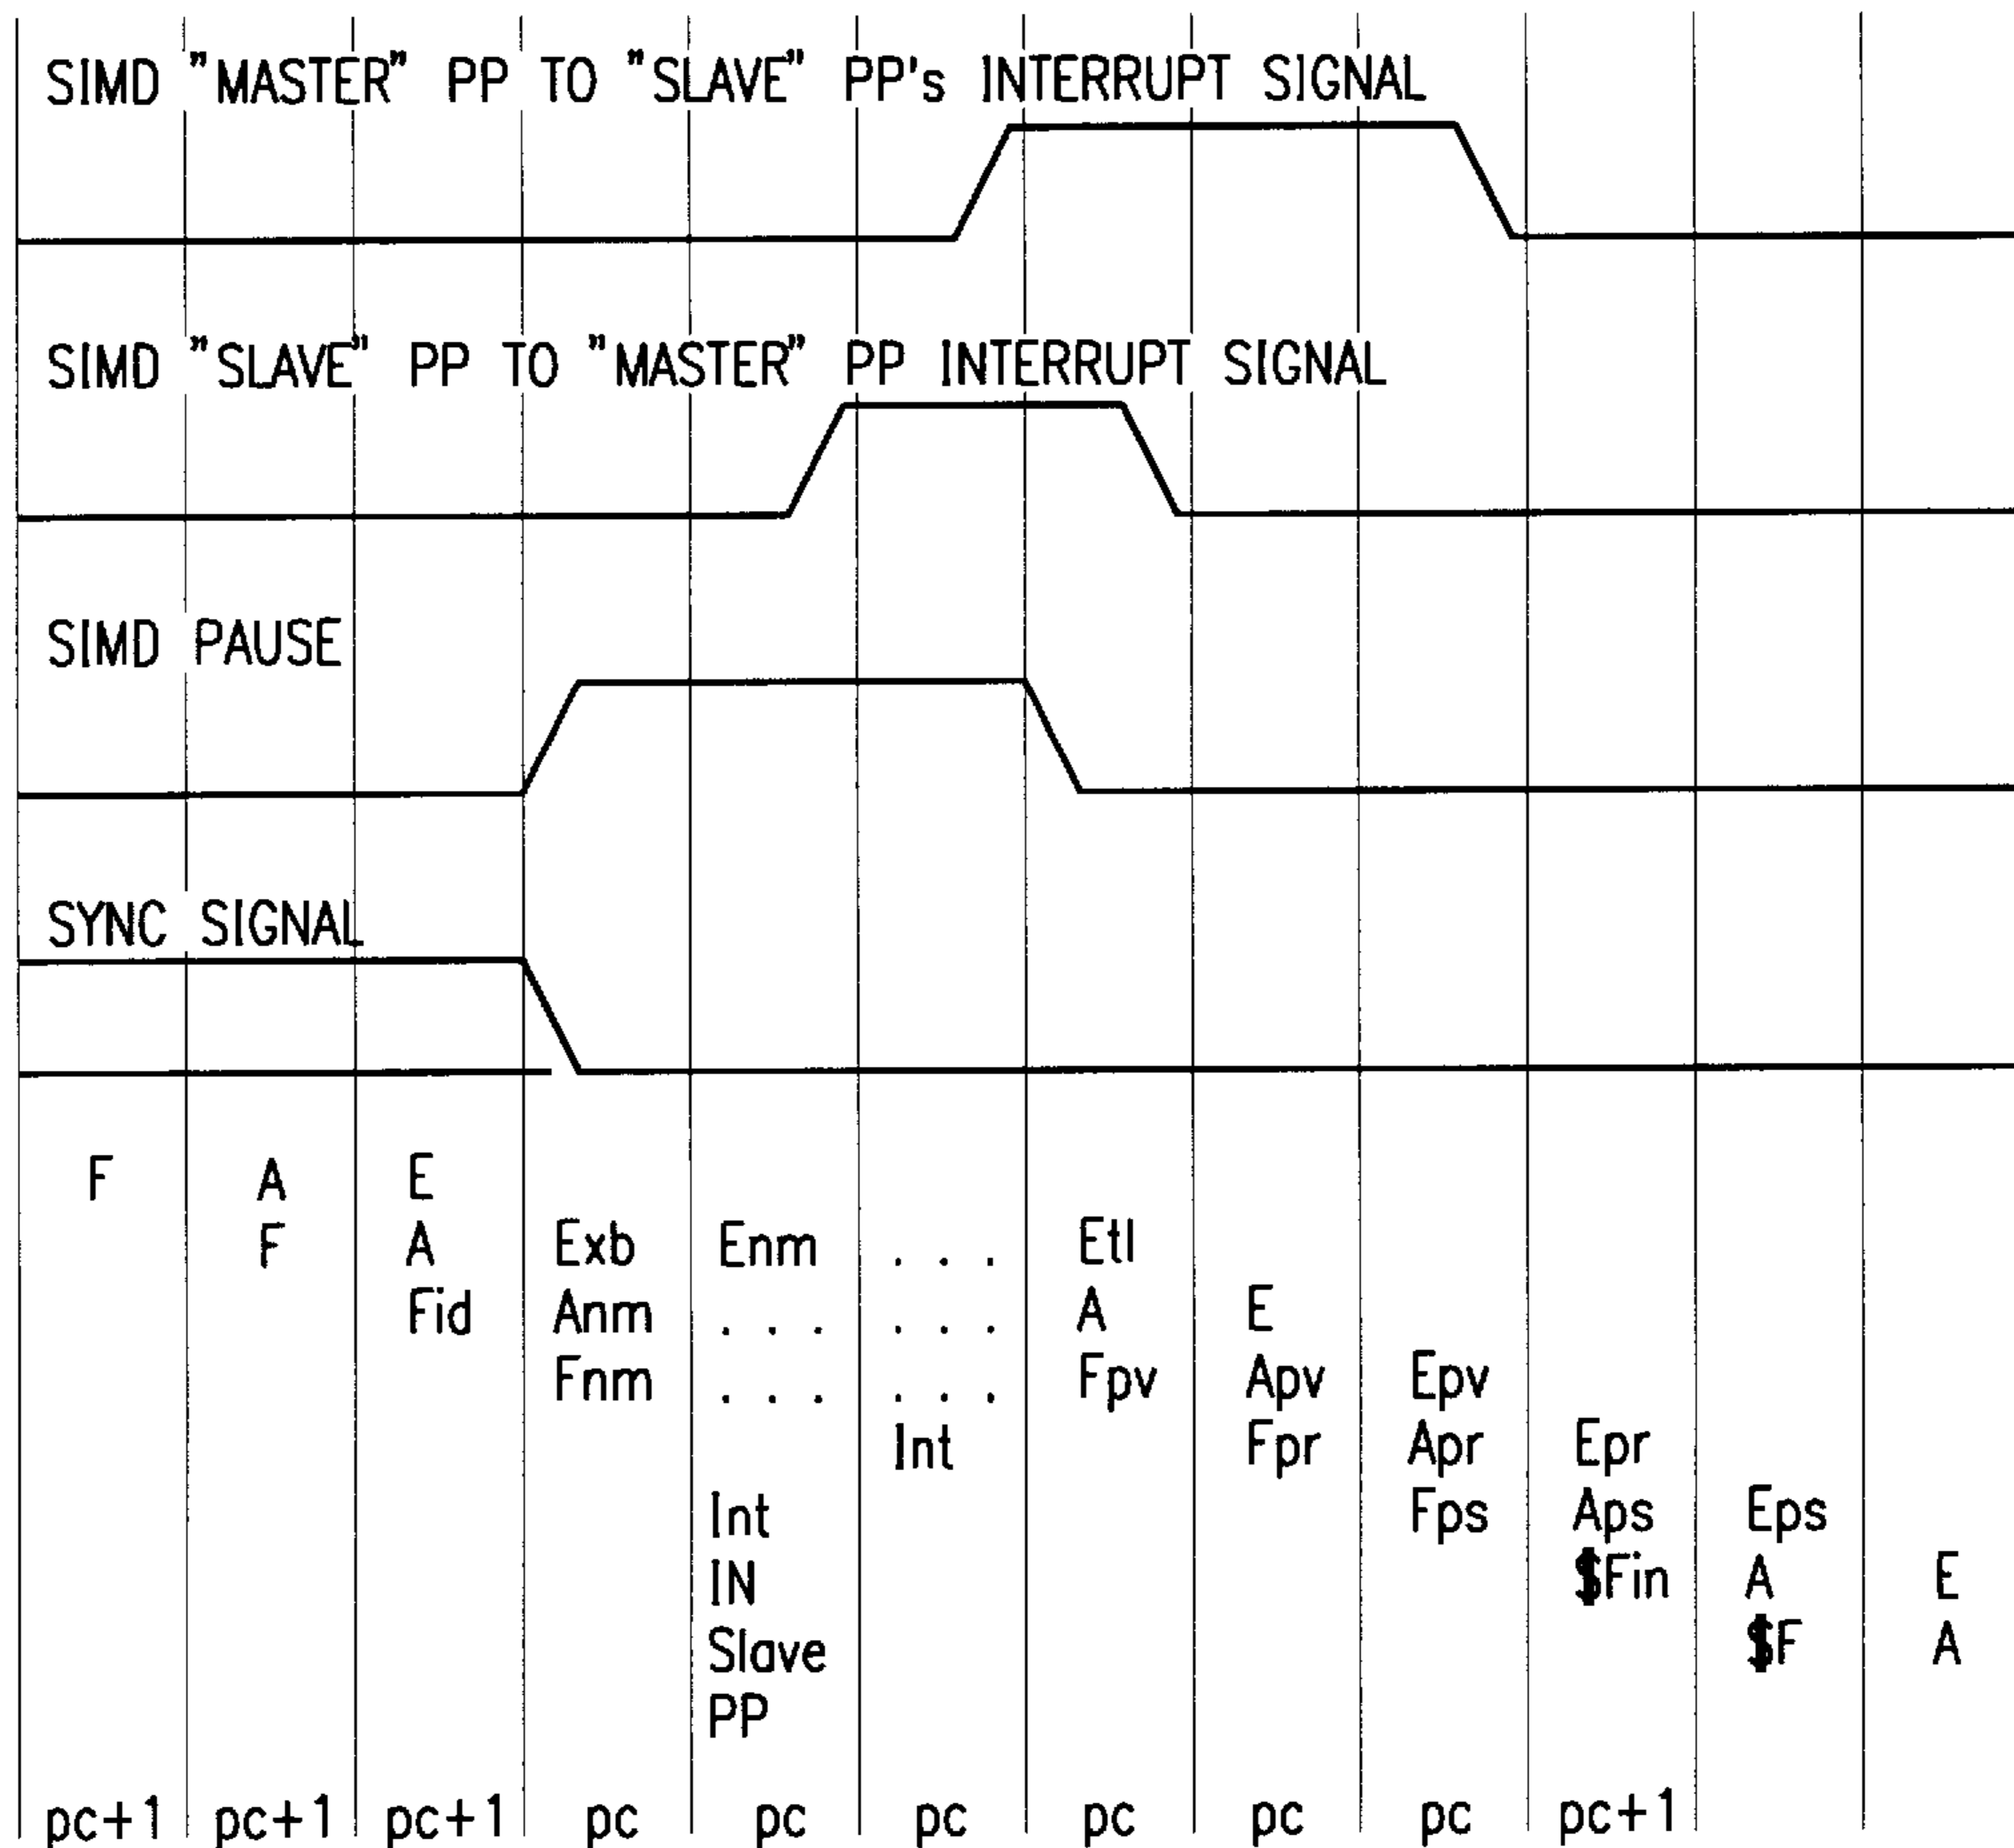 SIMD "MASTER" PP TO "SLAVE" PP's INTERRUPT SIGNAL
SIMD "SLAVE" PP TO "MASTER" PP INTERRUPT SIGNAL
SIMD PAUSE
SYNC SIGNAL
F A E
F A Exb Enm . . . Etl
Fid Anm . . . . . . A E
Fnm . . . . . . Fpv Apv Epv
Int Fpr Apr Epr
Int Fps Aps Eps
IN $Fin A E
Slave $F A
PP
pc+1 pc+1 pc+1 pc pc pc pc pc pc pc+1